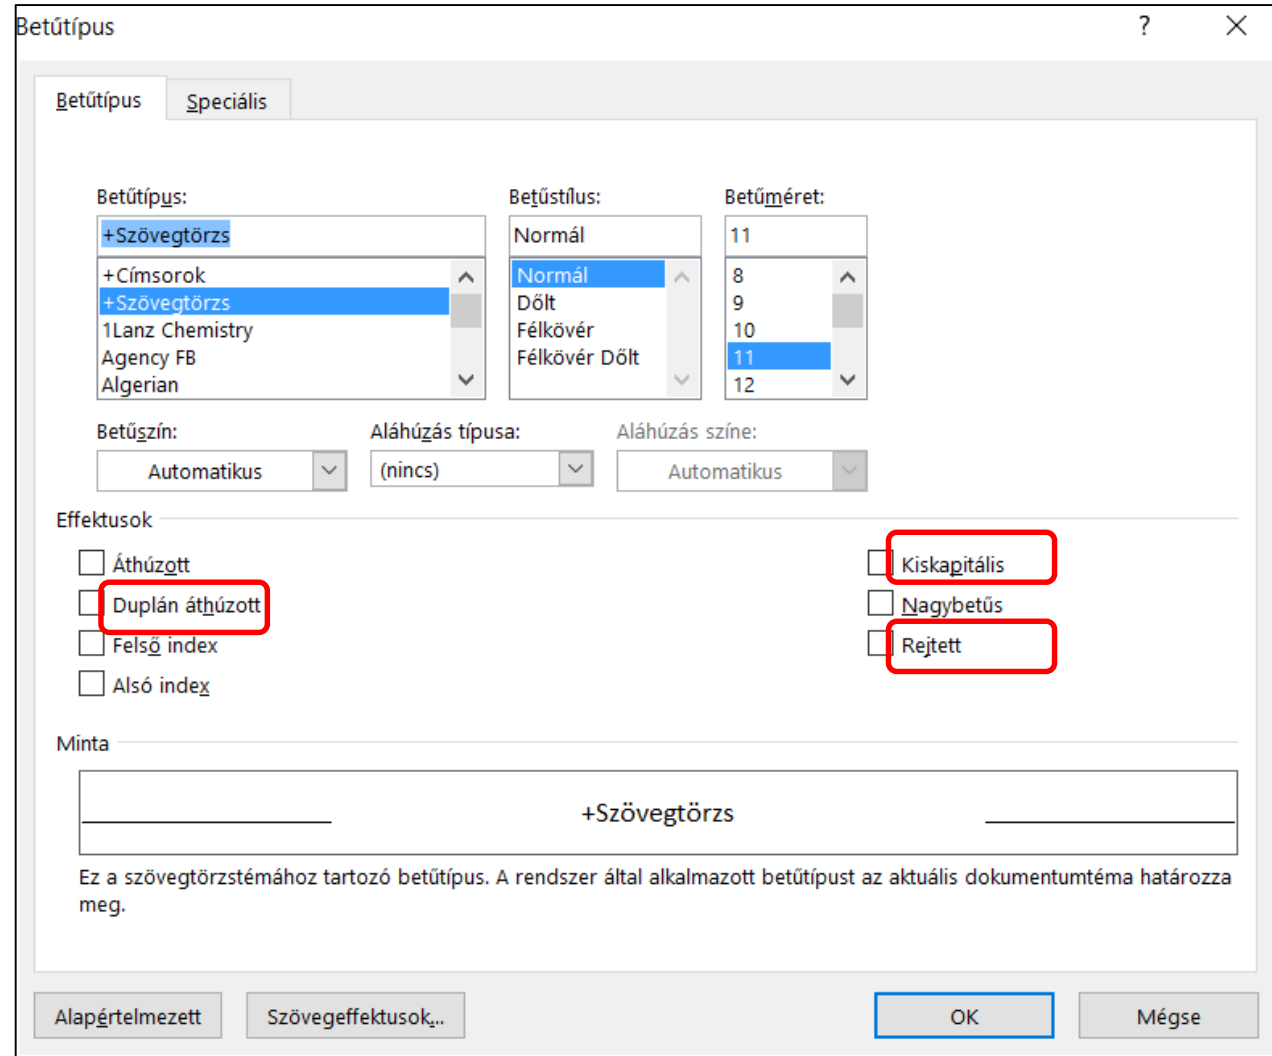 Betűtípus ?
Betűtípus Speciális
Betűtípus: Betűstílus: Betűméret:
+Szövegtörzs Normál 11
+Címsorok Normál 8
+Szövegtörzs Dőlt 9
1Lanz Chemistry Félkövér 10
Agency FB Félkövér Dőlt 11
Algerian 12
Betűszín: Aláhúzás típusa: Aláhúzás színe:
Automatikus (nincs) Automatikus
Effektusok
Áthúzott Kiskapitális
Duplán áthúzott Nagybetűs
Felső index Rejtett
Alsó index
Minta
+Szövegtörzs
Ez a szövegtörzstémához tartozó betűtípus. A rendszer által alkalmazott betűtípust az aktuális dokumentumtéma határozza
meg.
Alapértelmezett Szövegeffektusok... OK Mégse